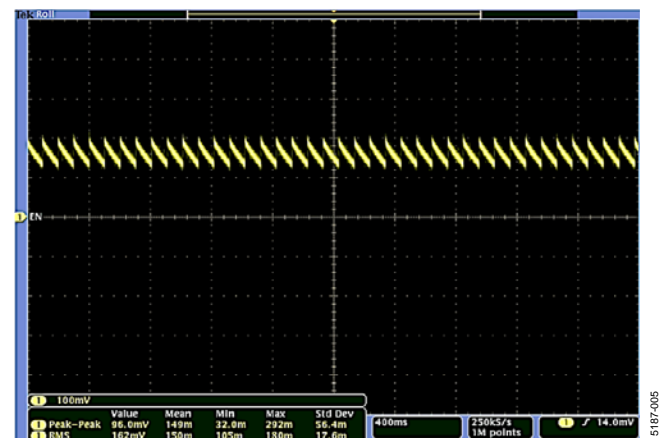 Tek Roll
1
EN
1 100mV
Value Mean Min Max Std Dev
1 Peak-Peak 96.0mV 149m 32.0m 292m 56.4m
1 RMS 162mV 150m 105m 180m 17.6m
400ms
250kS/s
1M points
1 14.0mV
5187-005